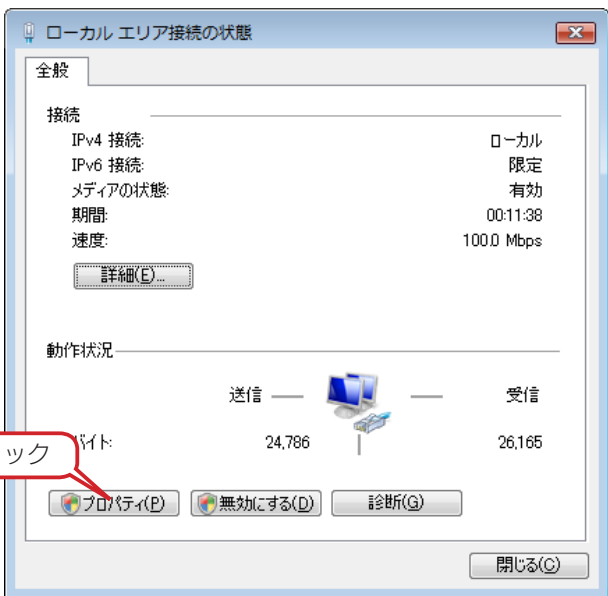 ローカル エリア接続の状態
全般
接続
IPv4 接続: ローカル
IPv6 接続: 限定
メディアの状態: 有効
期間: 00:11:38
速度: 100.0 Mbps
詳細(E)...
動作状況
送信 — — 受信
バイト: 24,786 26,165
ック
プロパティ(P) 無効にする(D) 診断(G)
閉じる(C)